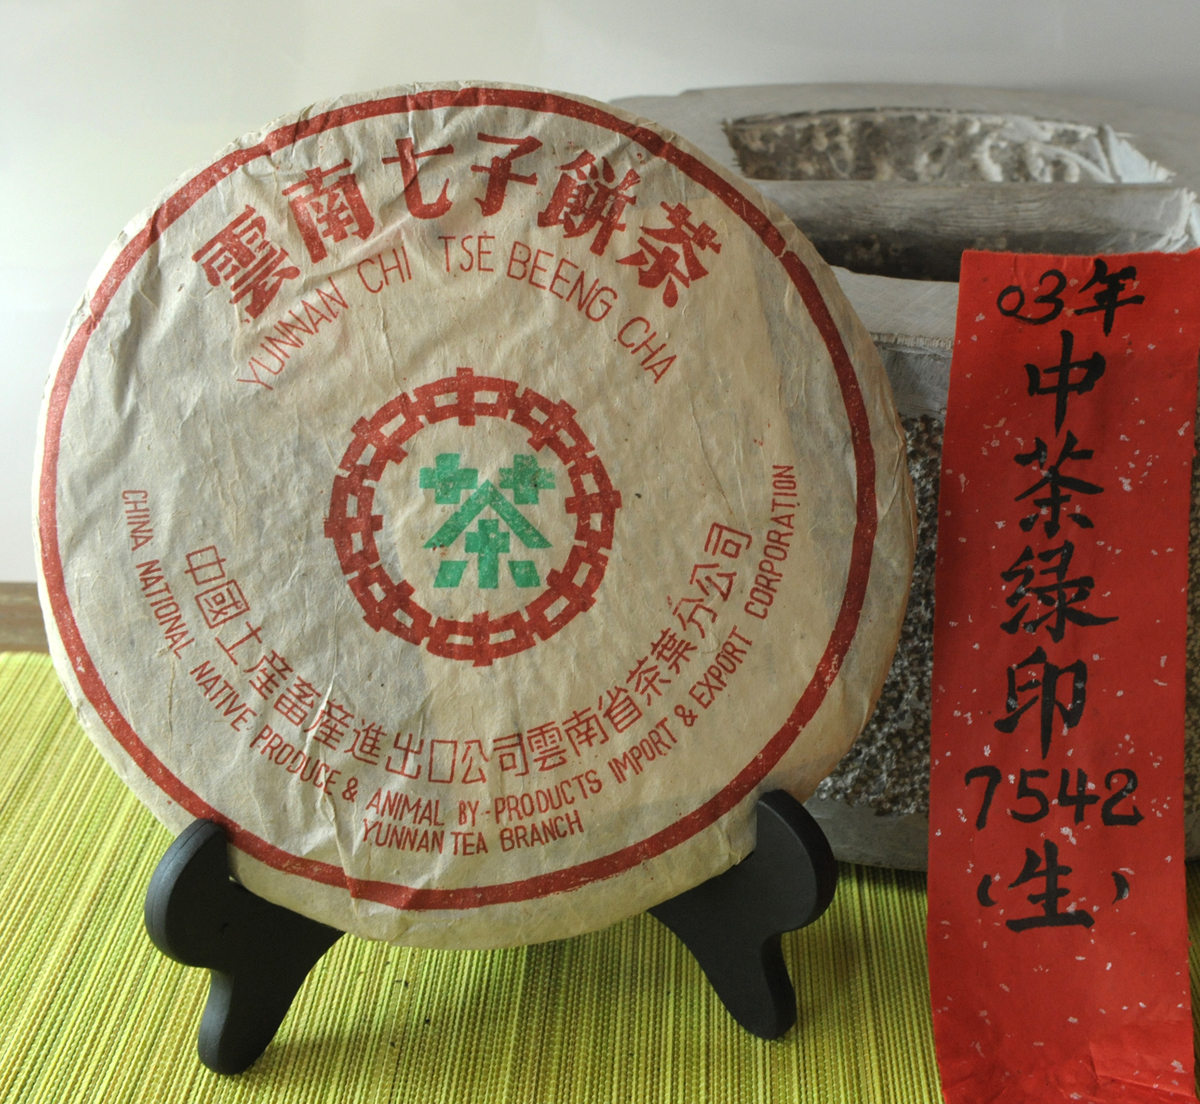 雲南七子餅茶
YUNNAN CHI TSE BEENG CHA
茶
中國土産畜産進出口公司雲南省茶葉分公司
CHINA NATIONAL NATIVE PRODUCE & ANIMAL BY-PRODUCTS IMPORT & EXPORT CORPORATION
YUNNAN TEA BRANCH
03年
中茶绿印
7542
(生)